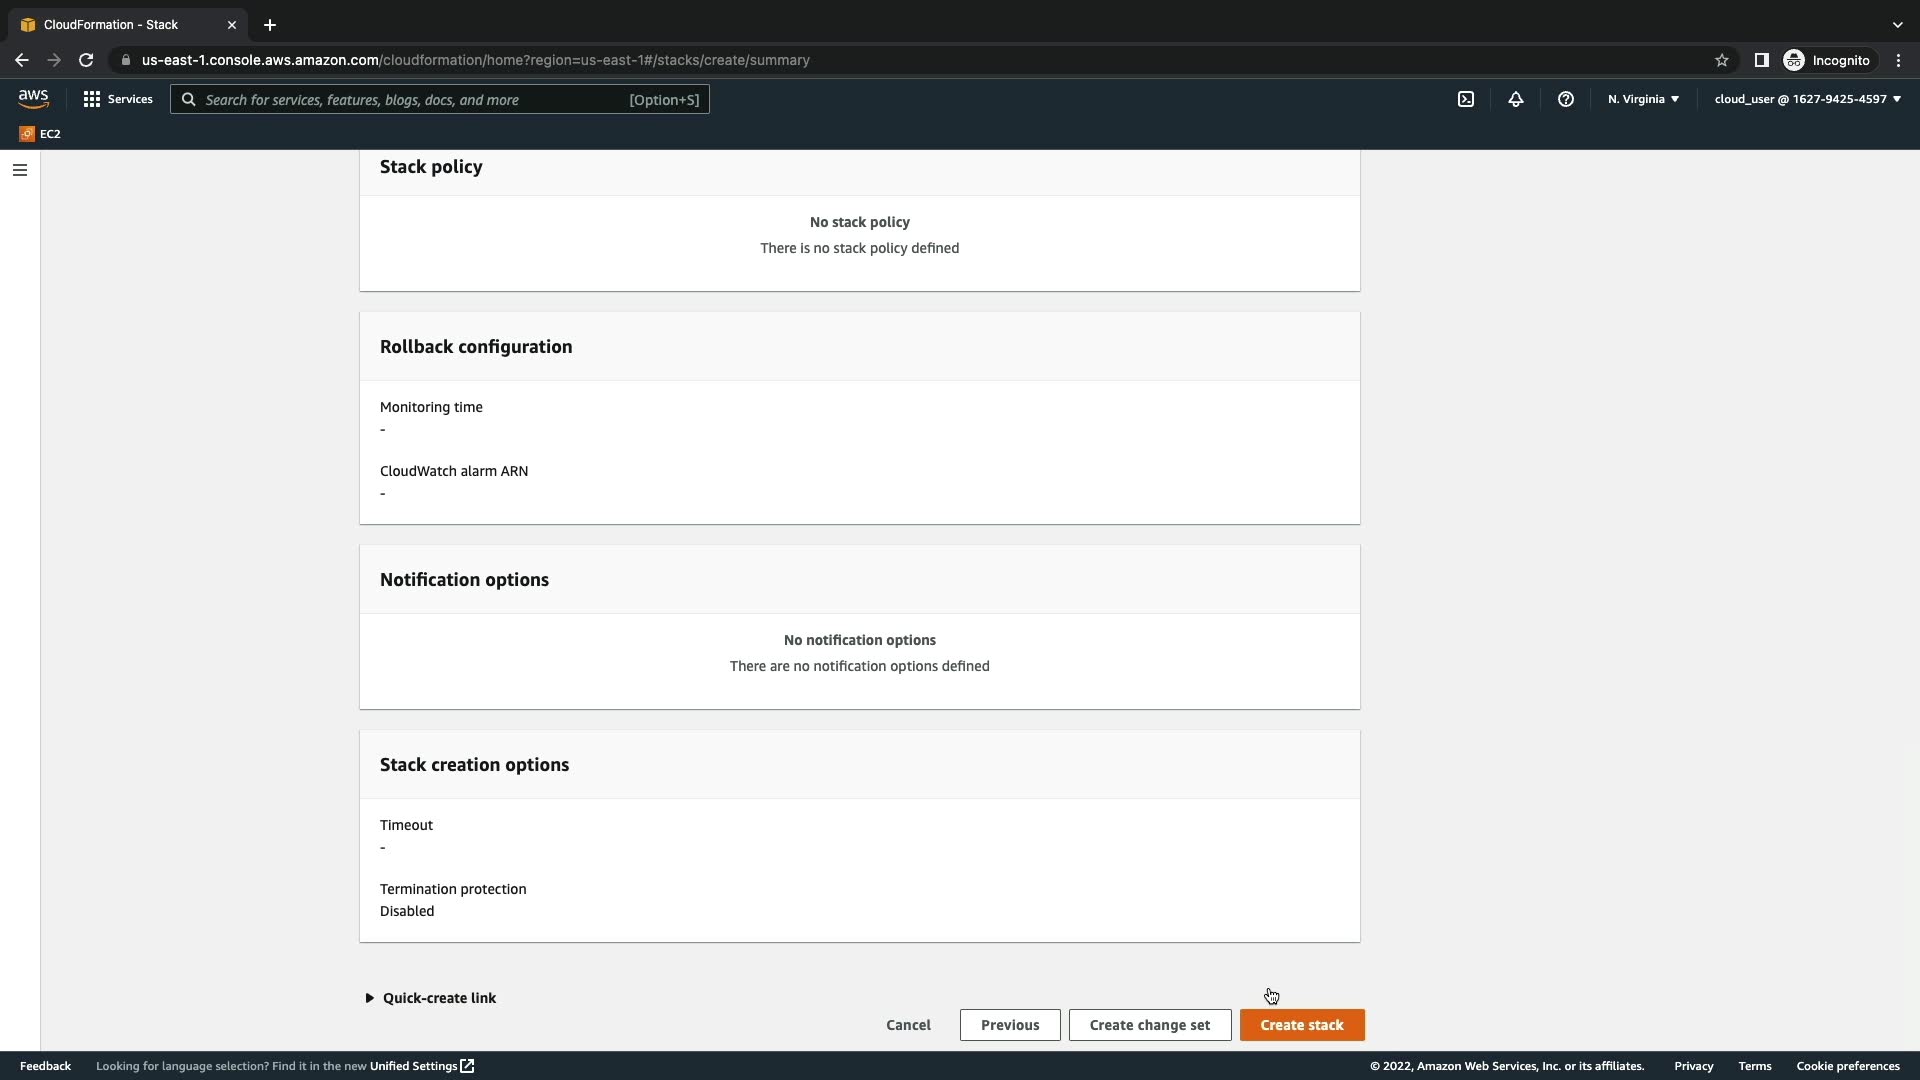 CloudFormation - Stack
us-east-1.console.aws.amazon.com/cloudformation/home?region=us-east-1#/stacks/create/summary
Incognito
aws
Services
Search for services, features, blogs, docs, and more
[Option+S]
N. Virginia
cloud_user @ 1627-9425-4597
EC2
Stack policy
No stack policy
There is no stack policy defined
Rollback configuration
Monitoring time
-
CloudWatch alarm ARN
-
Notification options
No notification options
There are no notification options defined
Stack creation options
Timeout
-
Termination protection
Disabled
Quick-create link
Cancel
Previous
Create change set
Create stack
Feedback
Looking for language selection? Find it in the new Unified Settings
© 2022, Amazon Web Services, Inc. or its affiliates.
Privacy
Terms
Cookie preferences